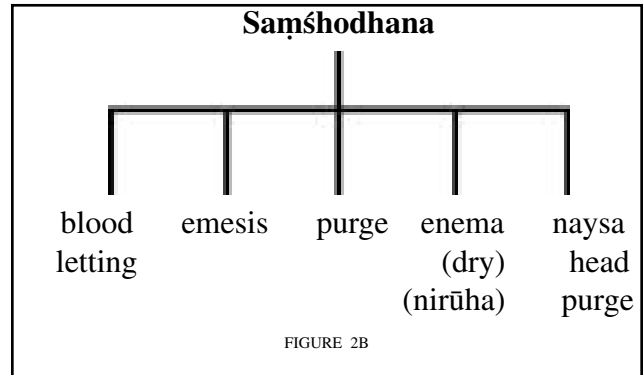 Saṃśhodhana
blood emesis purge enema naysa
letting (dry) head
(nirūha) purge
FIGURE 2B